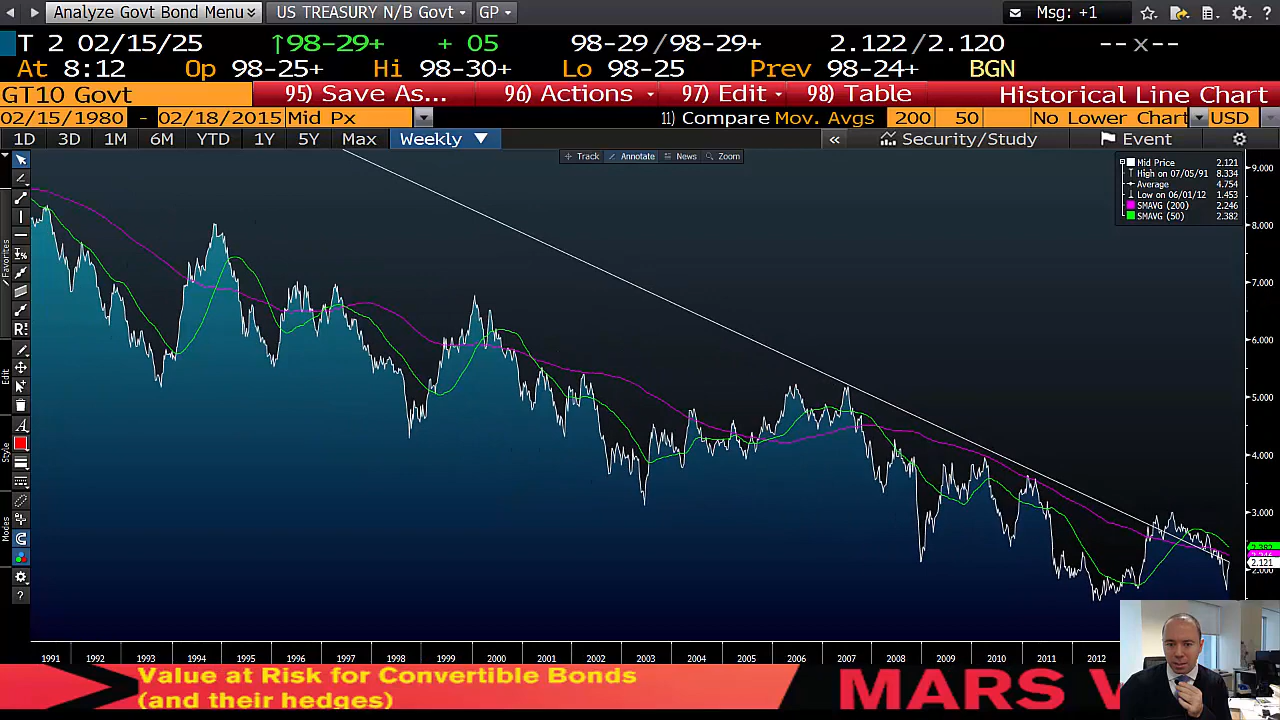 Analyze Govt Bond Menu US TREASURY N/B Govt GP Msg: +1
T 2 02/15/25 ↑98-29+ + 05 98-29/98-29+ 2.122/2.120 --x--
At 8:12 Op 98-25+ Hi 98-30+ Lo 98-25 Prev 98-24+ BGN
GT10 Govt 95) Save As... 96) Actions 97) Edit 98) Table Historical Line Chart
02/15/1980 - 02/18/2015 Mid Px 11) Compare Mov. Avgs 200 50 No Lower Chart USD
1D 3D 1M 6M YTD 1Y 5Y Max Weekly ▼ « Security/Study Event
Track Annotate News Zoom
Mid Price 2.121
High on 07/05/91 8.334
Average 4.754
Low on 06/01/12 1.453
SMAVG (200) 2.246
SMAVG (50) 2.382
9.000
8.000
7.000
6.000
5.000
4.000
3.000
2.121
2.000
Favorites
Edit
Style
Modes
1991 1992 1993 1994 1995 1996 1997 1998 1999 2000 2001 2002 2003 2004 2005 2006 2007 2008 2009 2010 2011 2012
Value at Risk for Convertible Bonds
(and their hedges)
MARS V